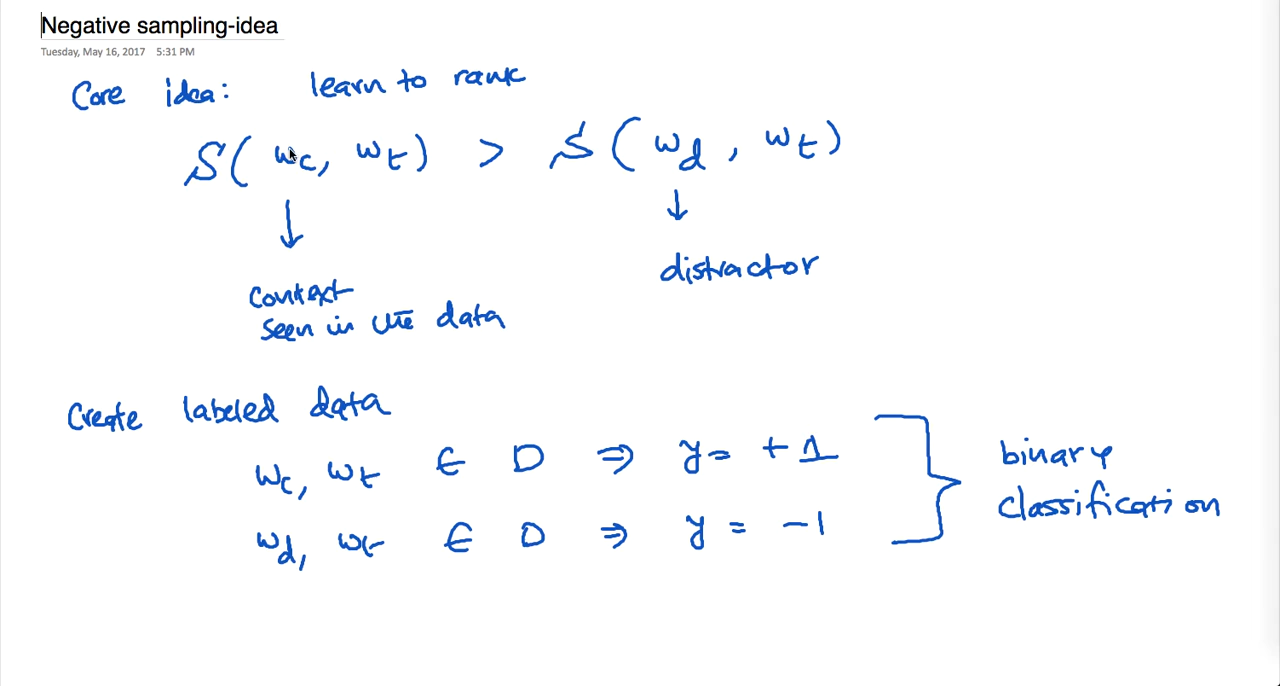 Negative sampling-idea
Tuesday, May 16, 2017 5:31 PM
Core idea: learn to rank
S(wc, wt) > S(wd, wt)
↓ ↓
distractor
context
seen in the data
Create labeled data
wc, wt ∈ D ⇒ y = +1
binary
classification
wd, wt ∈ D ⇒ y = -1